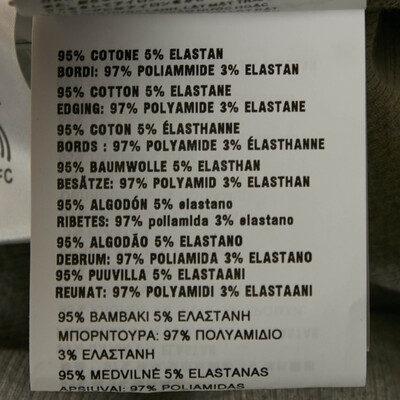 95% COTONE 5% ELASTAN
BORDI: 97% POLIAMMIDE 3% ELASTAN
95% COTTON 5% ELASTANE
EDGING: 97% POLYAMIDE 3% ELASTANE
95% COTON 5% ÉLASTHANNE
BORDS : 97% POLYAMIDE 3% ÉLASTHANNE
95% BAUMWOLLE 5% ELASTHAN
BESÄTZE: 97% POLYAMID 3% ELASTHAN
95% ALGODÓN 5% elastano
RIBETES: 97% poliamida 3% elastano
95% ALGODÃO 5% ELASTANO
DEBRUM: 97% POLIAMIDA 3% ELASTANO
95% PUUVILLA 5% ELASTAANI
REUNAT: 97% POLYAMIDI 3% ELASTAANI
95% ΒΑΜΒΑΚΙ 5% ΕΛΑΣΤΑΝΗ
ΜΠΟΡΝΤΟΥΡΑ: 97% ΠΟΛΥΑΜΙΔΙΟ
3% ΕΛΑΣΤΑΝΗ
95% MEDVILNĖ 5% ELASTANAS
APSIUVAI: 97% POLIAMIDAS
FC